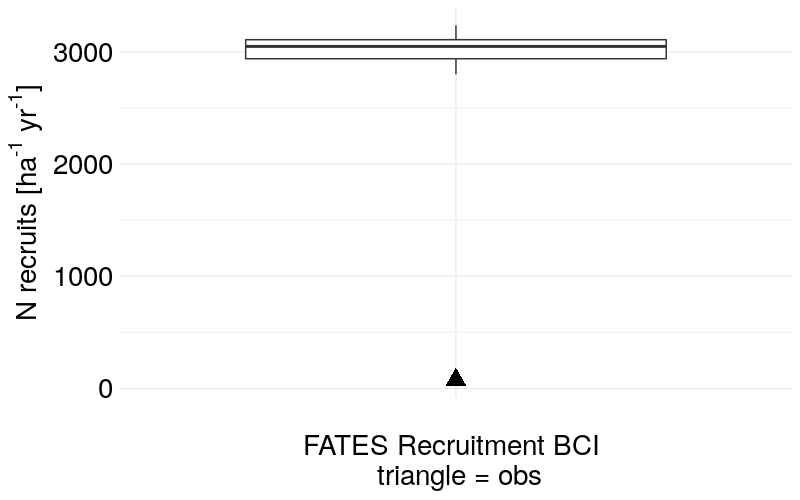 N recruits [ha⁻¹ yr⁻¹]
3000
2000
1000
0
FATES Recruitment BCI
triangle = obs